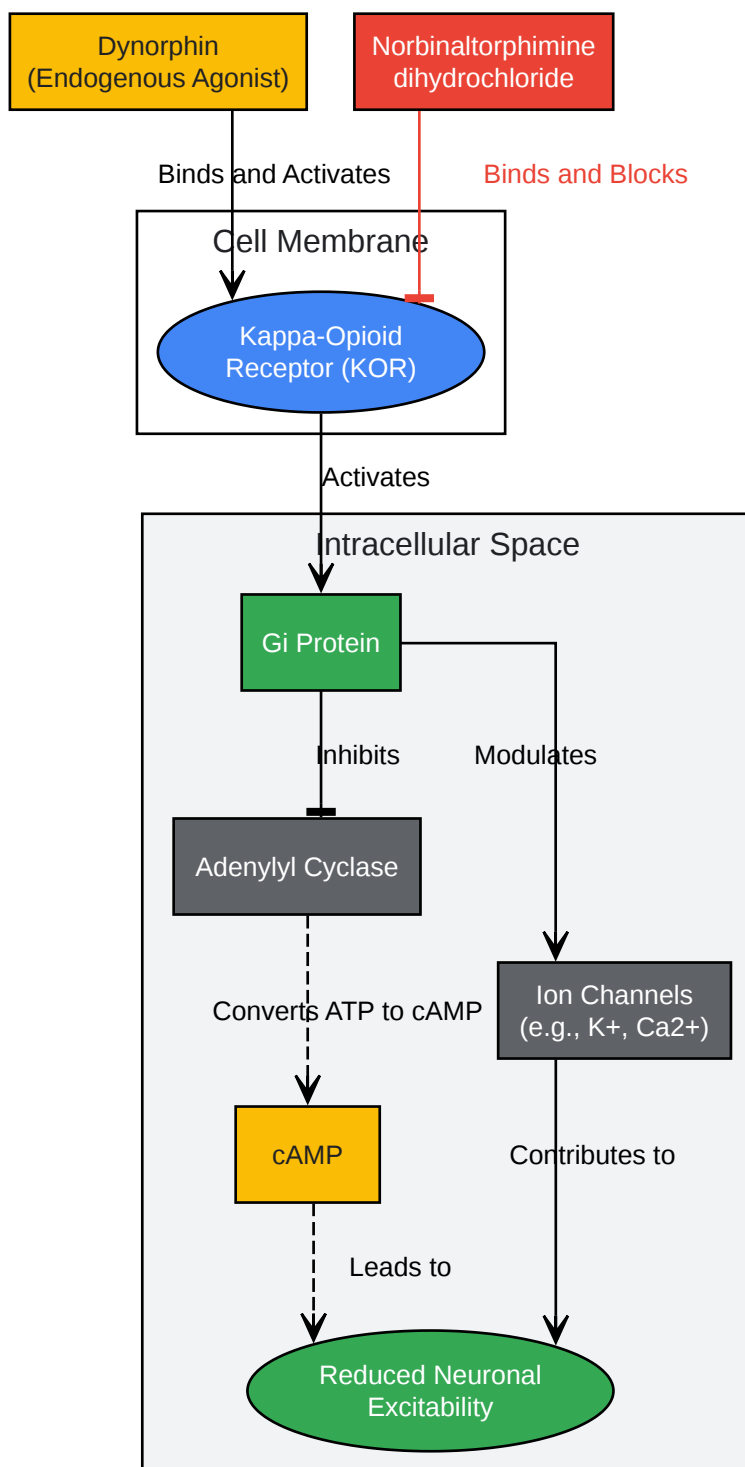 Dynorphin
(Endogenous Agonist)
Norbinaltorphimine
dihydrochloride
Binds and Activates
Binds and Blocks
Cell Membrane
Kappa-Opioid
Receptor (KOR)
Activates
Intracellular Space
Gi Protein
Inhibits
Modulates
Adenylyl Cyclase
Converts ATP to cAMP
Ion Channels
(e.g., K+, Ca2+)
cAMP
Contributes to
Leads to
Reduced Neuronal
Excitability